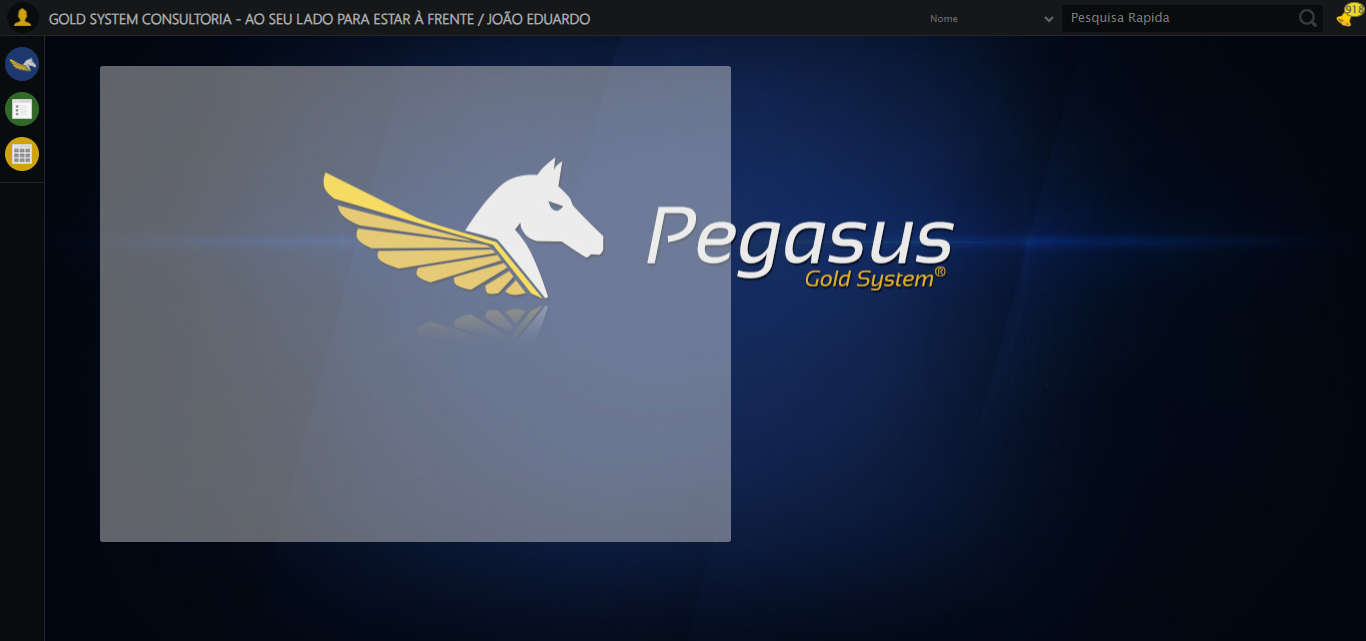 GOLD SYSTEM CONSULTORIA - AO SEU LADO PARA ESTAR À FRENTE / JOÃO EDUARDO
Nome
Pesquisa Rapida
918
Pegasus
Gold System®